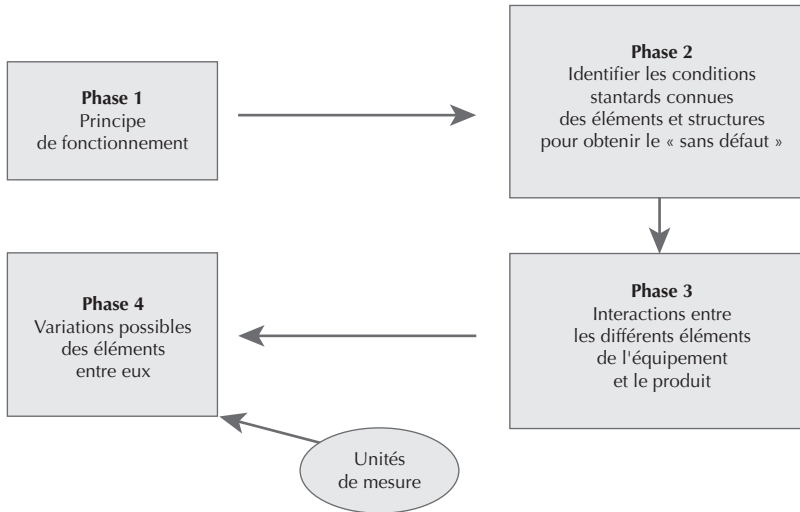 Phase 1
Principe
de fonctionnement
Phase 2
Identifier les conditions
stantards connues
des éléments et structures
pour obtenir le « sans défaut »
Phase 3
Interactions entre
les différents éléments
de l'équipement
et le produit
Phase 4
Variations possibles
des éléments
entre eux
Unités
de mesure